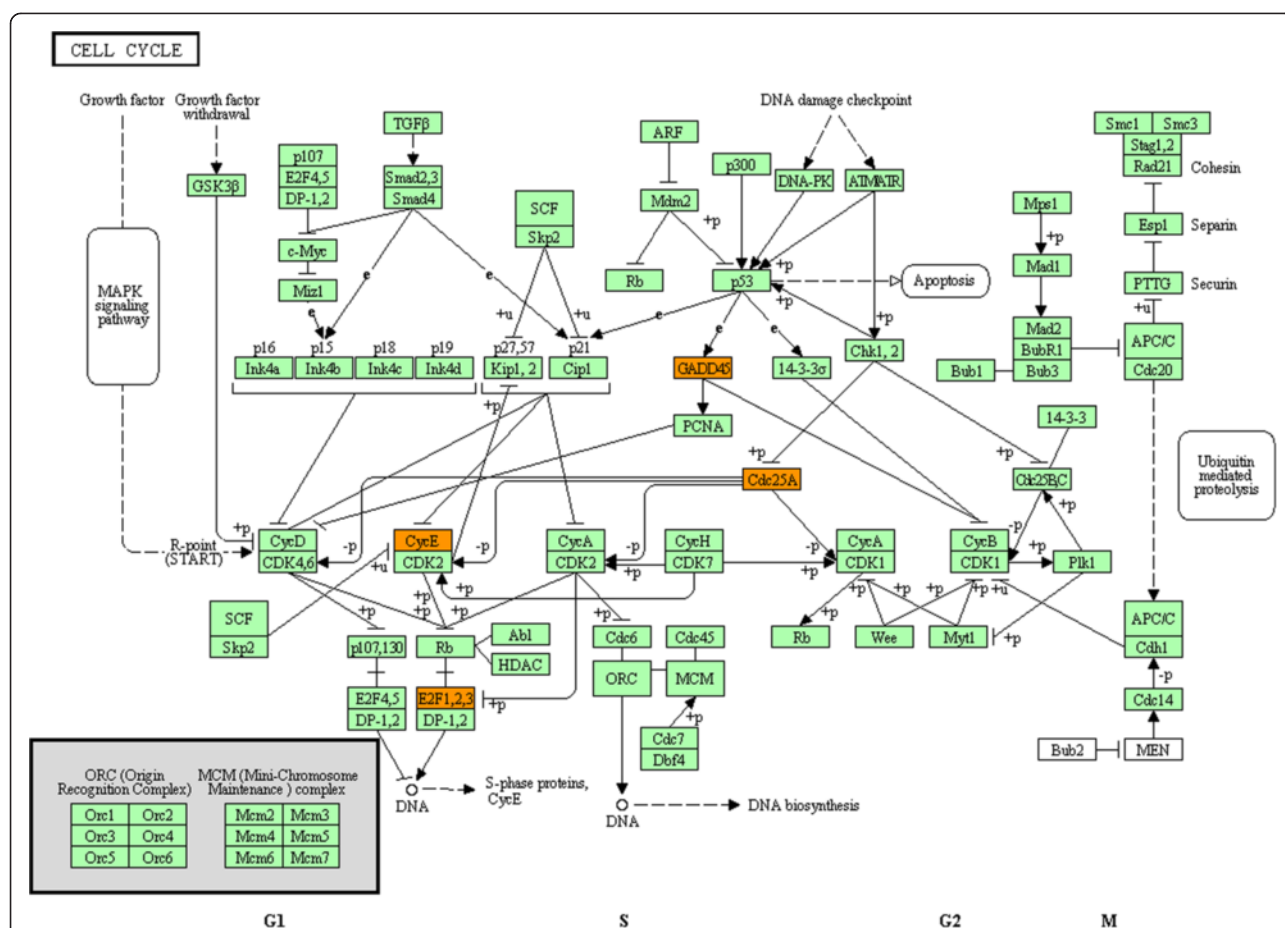 CELL CYCLE
Growth factor
Growth factor
withdrawal
DNA damage checkpoint
TGFβ
ARF
Smc1
Smc3
Stag1,2
Rad21
Cohesin
p107
E2F4,5
DP-1,2
GSK3β
Smad2,3
Smad4
p300
DNA-PK
ATM/ATR
SCF
Skp2
Mdm2
+p
Mps1
+p
Esp1
Separin
c-Myc
Miz1
MAPK
signaling
pathway
e
e
e
+u
+u
Rb
p53
+p
+p
Apoptosis
+p
Mad1
PTTG
Securin
+u
e
e
e
p16
Ink4a
p15
Ink4b
p18
Ink4c
p19
Ink4d
p27,57
Kip1, 2
p21
Cip1
GADD45
14-3-3σ
Chk1, 2
Mad2
BubR1
Bub3
Bub1
APC/C
Cdc20
+p
PCNA
14-3-3
+p
+p
Cdc25A
Cdc25B,C
Ubiquitin
mediated
proteolysis
R-point
(START)
+p
CycD
CDK4,6
-p
CycE
CDK2
-p
+u
CycA
CDK2
-p
+p
CycH
CDK7
-p
+p
CycA
CDK1
CycB
CDK1
-p
+p
+p
Plk1
+u
SCF
Skp2
+p
+p
+p
+p
+p
+p
p107,130
Rb
Abl
HDAC
Cdc6
Cdc45
ORC
MCM
+p
Rb
+p
Wee
+p
Myt1
+p
APC/C
Cdh1
-p
Cdc14
E2F4,5
DP-1,2
E2F1,2,3
DP-1,2
+p
Cdc7
Dbf4
+p
Bub2
MEN
DNA
S-phase proteins,
CycE
DNA
DNA biosynthesis
ORC (Origin
Recognition Complex)
Orc1
Orc2
Orc3
Orc4
Orc5
Orc6
MCM (Mini-Chromosome
Maintenance ) complex
Mcm2
Mcm3
Mcm4
Mcm5
Mcm6
Mcm7
G1
S
G2
M